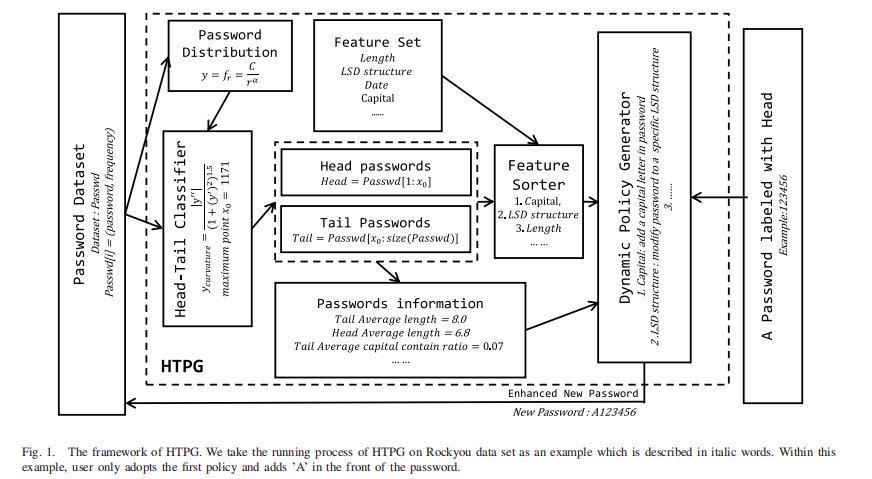 Password Dataset
Dataset : Passwd
Passwd[i] = (password, frequency)
Password
Distribution
y = f_r = C / r^α
Head-Tail Classifier
y_curvature = |y''| / (1 + (y')^2)^1.5
maximum point x_0 = 1171
Feature Set
Length
LSD structure
Date
Capital
......
Head passwords
Head = Passwd[1: x_0]
Tail Passwords
Tail = Passwd[x_0: size(Passwd)]
Passwords information
Tail Average length = 8.0
Head Average length = 6.8
Tail Average capital contain ratio = 0.07
... ...
Feature
Sorter
1. Capital,
2. LSD structure
3. Length
... ...
Dynamic Policy Generator
1. Capital: add a capital letter in password
2. LSD structure : modify password to a specific LSD structure
3. ......
A Password labeled with Head
Example:123456
HTPG
Enhanced New Password
New Password : A123456
Fig. 1. The framework of HTPG. We take the running process of HTPG on Rockyou data set as an example which is described in italic words. Within this
example, user only adopts the first policy and adds 'A' in the front of the password.